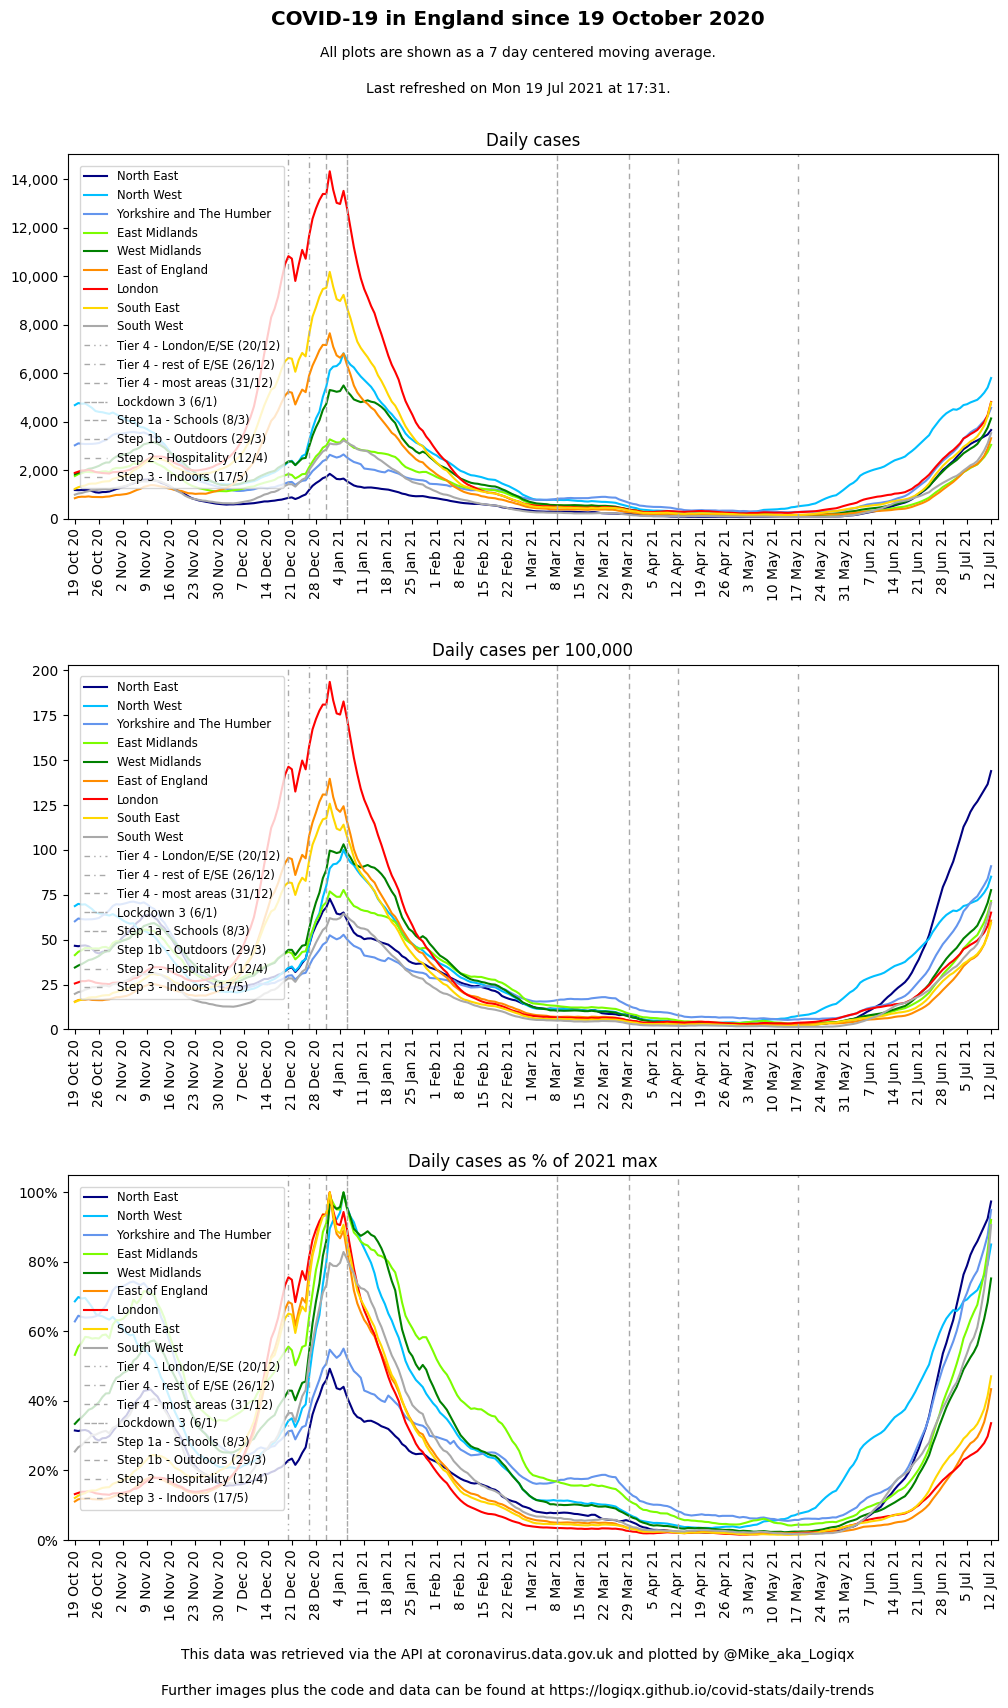 COVID-19 in England since 19 October 2020
All plots are shown as a 7 day centered moving average.
Last refreshed on Mon 19 Jul 2021 at 17:31.
Daily cases
14,000
12,000
10,000
8,000
6,000
4,000
2,000
0
North East
North West
Yorkshire and The Humber
East Midlands
West Midlands
East of England
London
South East
South West
Tier 4 - London/E/SE (20/12)
Tier 4 - rest of E/SE (26/12)
Tier 4 - most areas (31/12)
Lockdown 3 (6/1)
Step 1a - Schools (8/3)
Step 1b - Outdoors (29/3)
Step 2 - Hospitality (12/4)
Step 3 - Indoors (17/5)
19 Oct 20
26 Oct 20
2 Nov 20
9 Nov 20
16 Nov 20
23 Nov 20
30 Nov 20
7 Dec 20
14 Dec 20
21 Dec 20
28 Dec 20
4 Jan 21
11 Jan 21
18 Jan 21
25 Jan 21
1 Feb 21
8 Feb 21
15 Feb 21
22 Feb 21
1 Mar 21
8 Mar 21
15 Mar 21
22 Mar 21
29 Mar 21
5 Apr 21
12 Apr 21
19 Apr 21
26 Apr 21
3 May 21
10 May 21
17 May 21
24 May 21
31 May 21
7 Jun 21
14 Jun 21
21 Jun 21
28 Jun 21
5 Jul 21
12 Jul 21
Daily cases per 100,000
200
175
150
125
100
75
50
25
0
North East
North West
Yorkshire and The Humber
East Midlands
West Midlands
East of England
London
South East
South West
Tier 4 - London/E/SE (20/12)
Tier 4 - rest of E/SE (26/12)
Tier 4 - most areas (31/12)
Lockdown 3 (6/1)
Step 1a - Schools (8/3)
Step 1b - Outdoors (29/3)
Step 2 - Hospitality (12/4)
Step 3 - Indoors (17/5)
19 Oct 20
26 Oct 20
2 Nov 20
9 Nov 20
16 Nov 20
23 Nov 20
30 Nov 20
7 Dec 20
14 Dec 20
21 Dec 20
28 Dec 20
4 Jan 21
11 Jan 21
18 Jan 21
25 Jan 21
1 Feb 21
8 Feb 21
15 Feb 21
22 Feb 21
1 Mar 21
8 Mar 21
15 Mar 21
22 Mar 21
29 Mar 21
5 Apr 21
12 Apr 21
19 Apr 21
26 Apr 21
3 May 21
10 May 21
17 May 21
24 May 21
31 May 21
7 Jun 21
14 Jun 21
21 Jun 21
28 Jun 21
5 Jul 21
12 Jul 21
Daily cases as % of 2021 max
100%
80%
60%
40%
20%
0%
North East
North West
Yorkshire and The Humber
East Midlands
West Midlands
East of England
London
South East
South West
Tier 4 - London/E/SE (20/12)
Tier 4 - rest of E/SE (26/12)
Tier 4 - most areas (31/12)
Lockdown 3 (6/1)
Step 1a - Schools (8/3)
Step 1b - Outdoors (29/3)
Step 2 - Hospitality (12/4)
Step 3 - Indoors (17/5)
19 Oct 20
26 Oct 20
2 Nov 20
9 Nov 20
16 Nov 20
23 Nov 20
30 Nov 20
7 Dec 20
14 Dec 20
21 Dec 20
28 Dec 20
4 Jan 21
11 Jan 21
18 Jan 21
25 Jan 21
1 Feb 21
8 Feb 21
15 Feb 21
22 Feb 21
1 Mar 21
8 Mar 21
15 Mar 21
22 Mar 21
29 Mar 21
5 Apr 21
12 Apr 21
19 Apr 21
26 Apr 21
3 May 21
10 May 21
17 May 21
24 May 21
31 May 21
7 Jun 21
14 Jun 21
21 Jun 21
28 Jun 21
5 Jul 21
12 Jul 21
This data was retrieved via the API at coronavirus.data.gov.uk and plotted by @Mike_aka_Logiqx
Further images plus the code and data can be found at https://logiqx.github.io/covid-stats/daily-trends